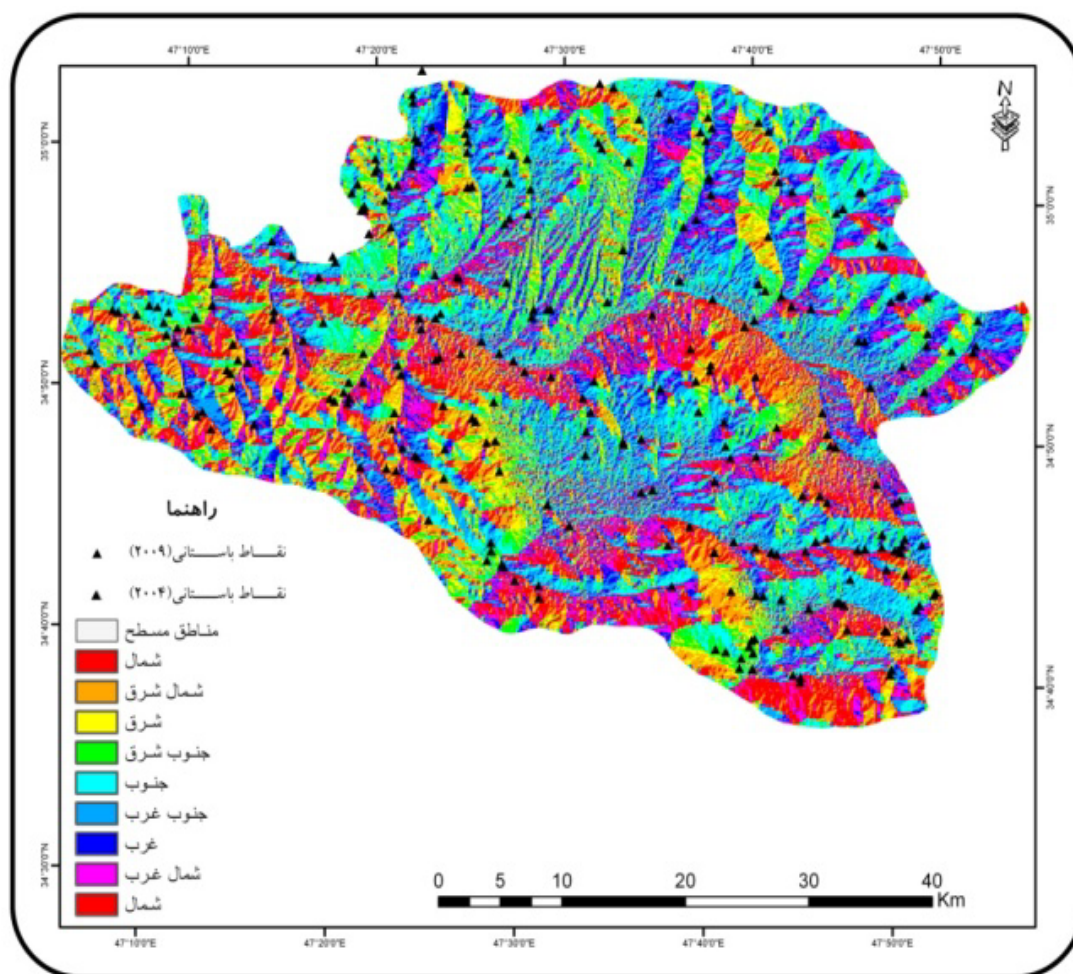 47°10'0"E 47°20'0"E 47°30'0"E 47°40'0"E 47°50'0"E
N
35°0'0"N
35°0'0"N
34°50'0"N
34°50'0"N
راهنما
نقـــاط باســـتانی(۲۰۰۹)
نقـــاط باســـتانی(۲۰۰۴)
34°40'0"N
مناطق مسطح
شمال
شمال شرق
34°40'0"N
شرق
جنوب شرق
جنوب
جنوب غرب
غرب
34°30'0"N
شمال غرب
شمال
0 5 10 20 30 40
Km
47°10'0"E 47°20'0"E 47°30'0"E 47°40'0"E 47°50'0"E